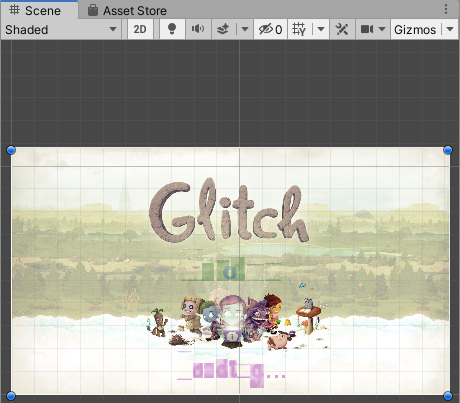 Scene
Asset Store
Shaded
2D
0
Gizmos
Glitch